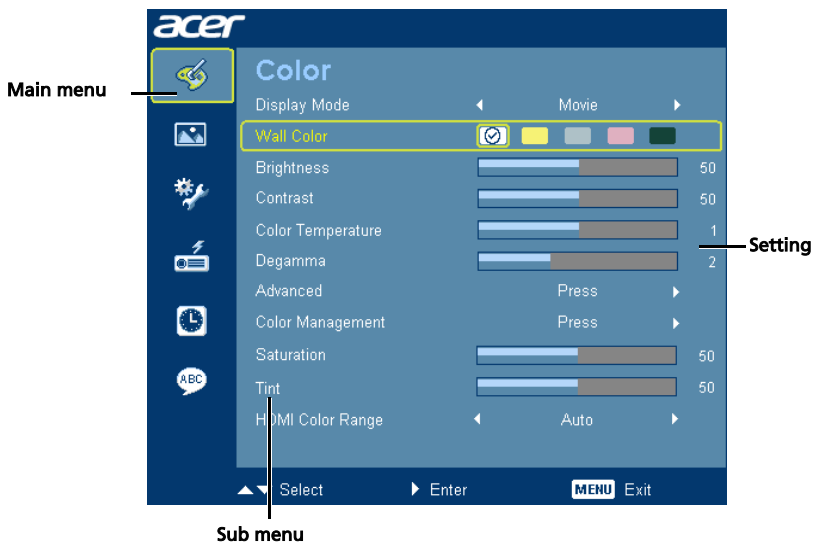 acer
Main menu
Color
Display Mode Movie
Wall Color
Brightness 50
Contrast 50
Color Temperature 1
Setting
Degamma 2
Advanced Press
Color Management Press
Saturation 50
ABC
Tint 50
HDMI Color Range Auto
Select Enter MENU Exit
Sub menu